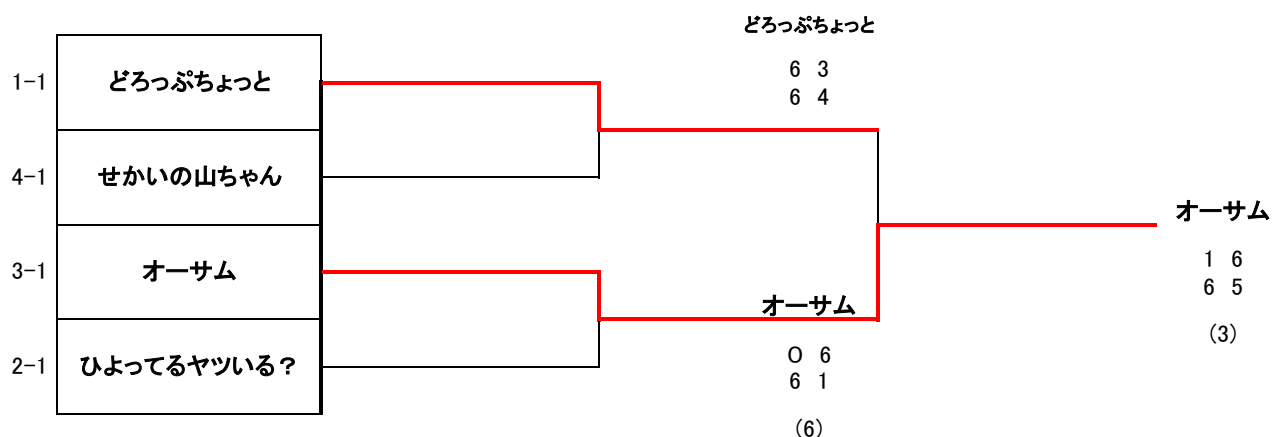 どろっぷちょっと
6 3
6 4
1-1
どろっぷちょっと
4-1
せかいの山ちゃん
3-1
オーサム
2-1
ひよってるヤツいる？
オーサム
0 6
6 1
(6)
オーサム
1 6
6 5
(3)